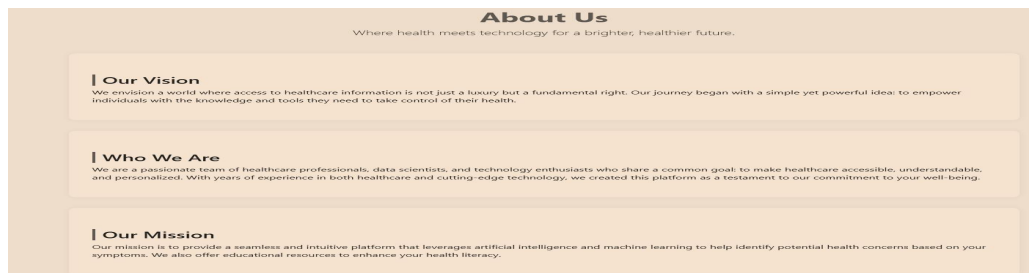 About Us
Where health meets technology for a brighter, healthier future.
Our Vision
We envision a world where access to healthcare information is not just a luxury but a fundamental right. Our journey began with a simple yet powerful idea: to empower
individuals with the knowledge and tools they need to take control of their health.
Who We Are
We are a passionate team of healthcare professionals, data scientists, and technology enthusiasts who share a common goal: to make healthcare accessible, understandable,
and personalized. With years of experience in both healthcare and cutting-edge technology, we created this platform as a testament to our commitment to your well-being.
Our Mission
Our mission is to provide a seamless and intuitive platform that leverages artificial intelligence and machine learning to help identify potential health concerns based on your
symptoms. We also offer educational resources to enhance your health literacy.